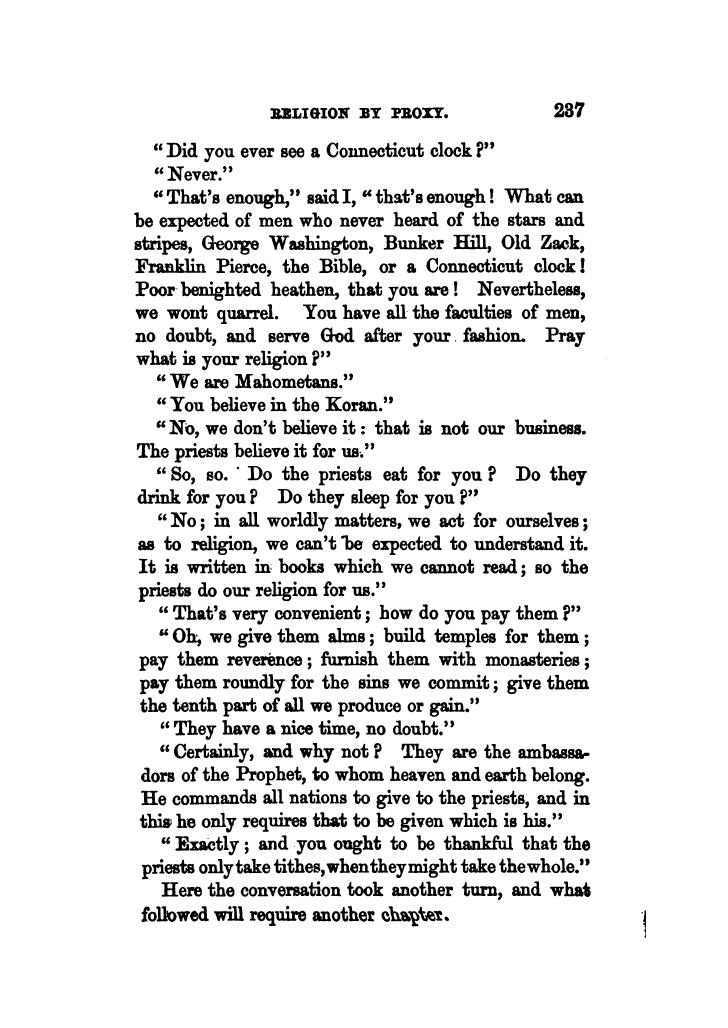 RELIGION BY PROXY. 237
“Did you ever see a Connecticut clock?”
“Never.”
“That's enough,” said I, “that's enough! What can
be expected of men who never heard of the stars and
stripes, George Washington, Bunker Hill, Old Zack,
Franklin Pierce, the Bible, or a Connecticut clock!
Poor benighted heathen, that you are! Nevertheless,
we wont quarrel. You have all the faculties of men,
no doubt, and serve God after your fashion. Pray
what is your religion?”
“We are Mahometans.”
“You believe in the Koran.”
“No, we don't believe it: that is not our business.
The priests believe it for us.”
“So, so. Do the priests eat for you? Do they
drink for you? Do they sleep for you?”
“No; in all worldly matters, we act for ourselves;
as to religion, we can't be expected to understand it.
It is written in books which we cannot read; so the
priests do our religion for us.”
“That's very convenient; how do you pay them?”
“Oh, we give them alms; build temples for them;
pay them reverence; furnish them with monasteries;
pay them roundly for the sins we commit; give them
the tenth part of all we produce or gain.”
“They have a nice time, no doubt.”
“Certainly, and why not? They are the ambassa-
dors of the Prophet, to whom heaven and earth belong.
He commands all nations to give to the priests, and in
this he only requires that to be given which is his.”
“Exactly; and you ought to be thankful that the
priests only take tithes, when they might take the whole.”
Here the conversation took another turn, and what
followed will require another chapter.